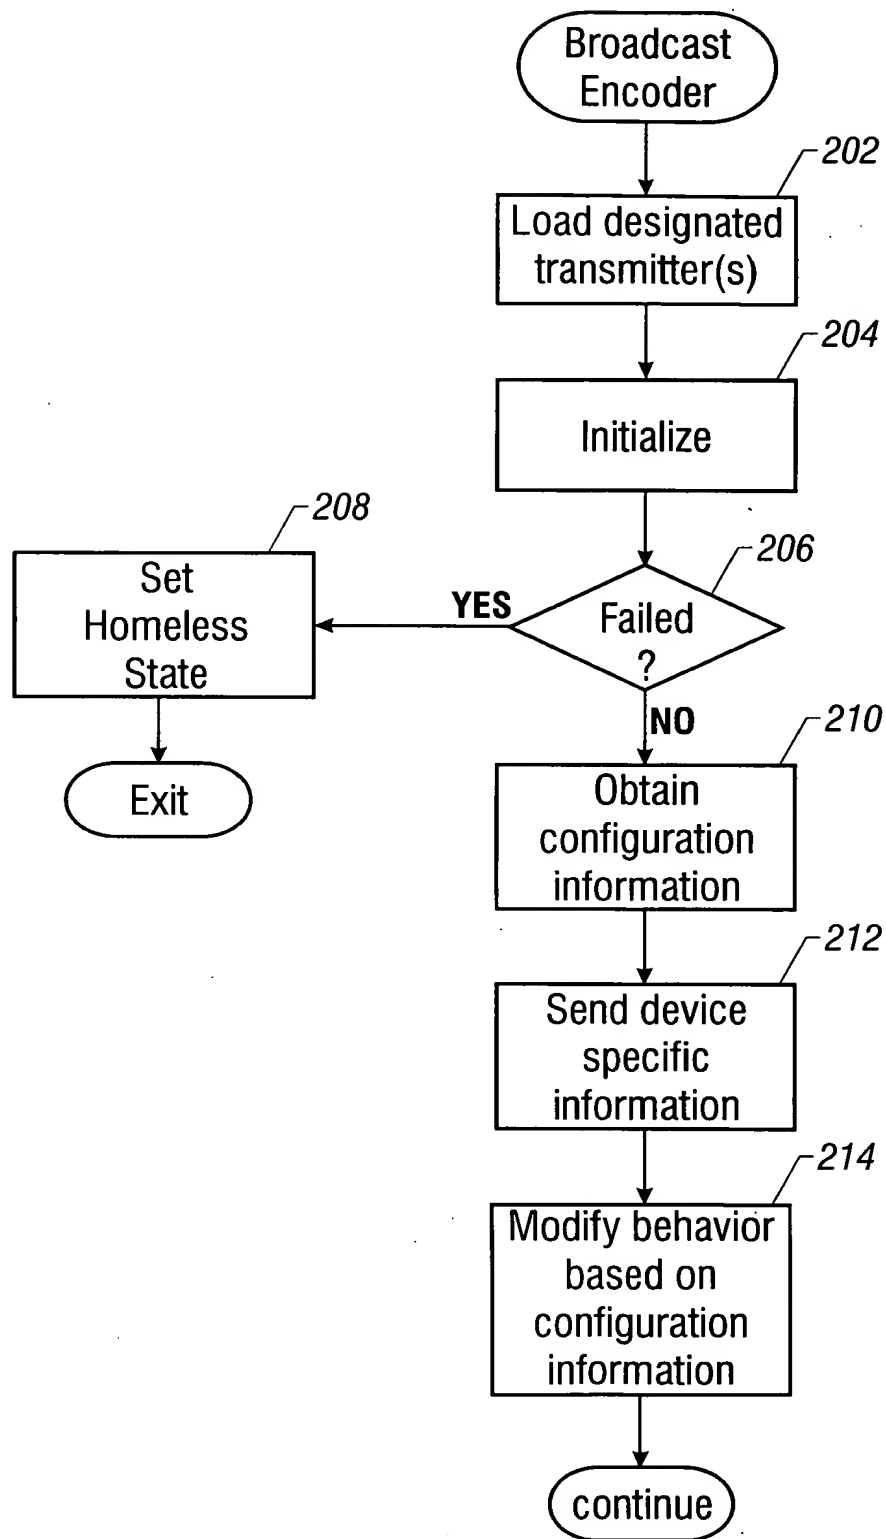 Broadcast
Encoder
202
Load designated
transmitter(s)
204
Initialize
208
Set
Homeless
State
206
YES
Failed
?
NO
Exit
210
Obtain
configuration
information
212
Send device
specific
information
214
Modify behavior
based on
configuration
information
continue